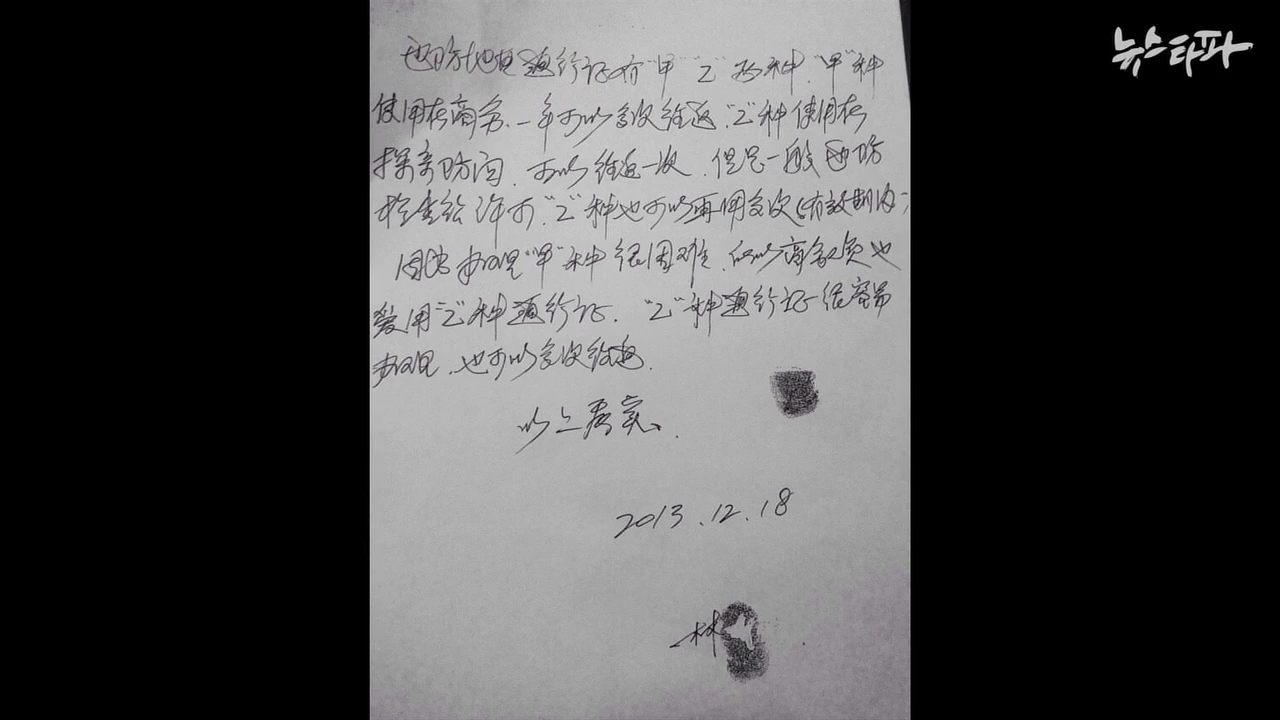 뉴스타파
边防地区通行证有"甲""乙"两种."甲"种
使用在商务.一年可以多次往返."乙"种使用在
探亲访问.可以往返一次.但是一般边防
检查给许可."乙"种也可以再用多次(有效期内)
因为办理"甲"种很困难.所以商务员也
爱用"乙"种通行证."乙"种通行证很容易
办理.也可以多次往返.
以上属实.
2013.12.18
林